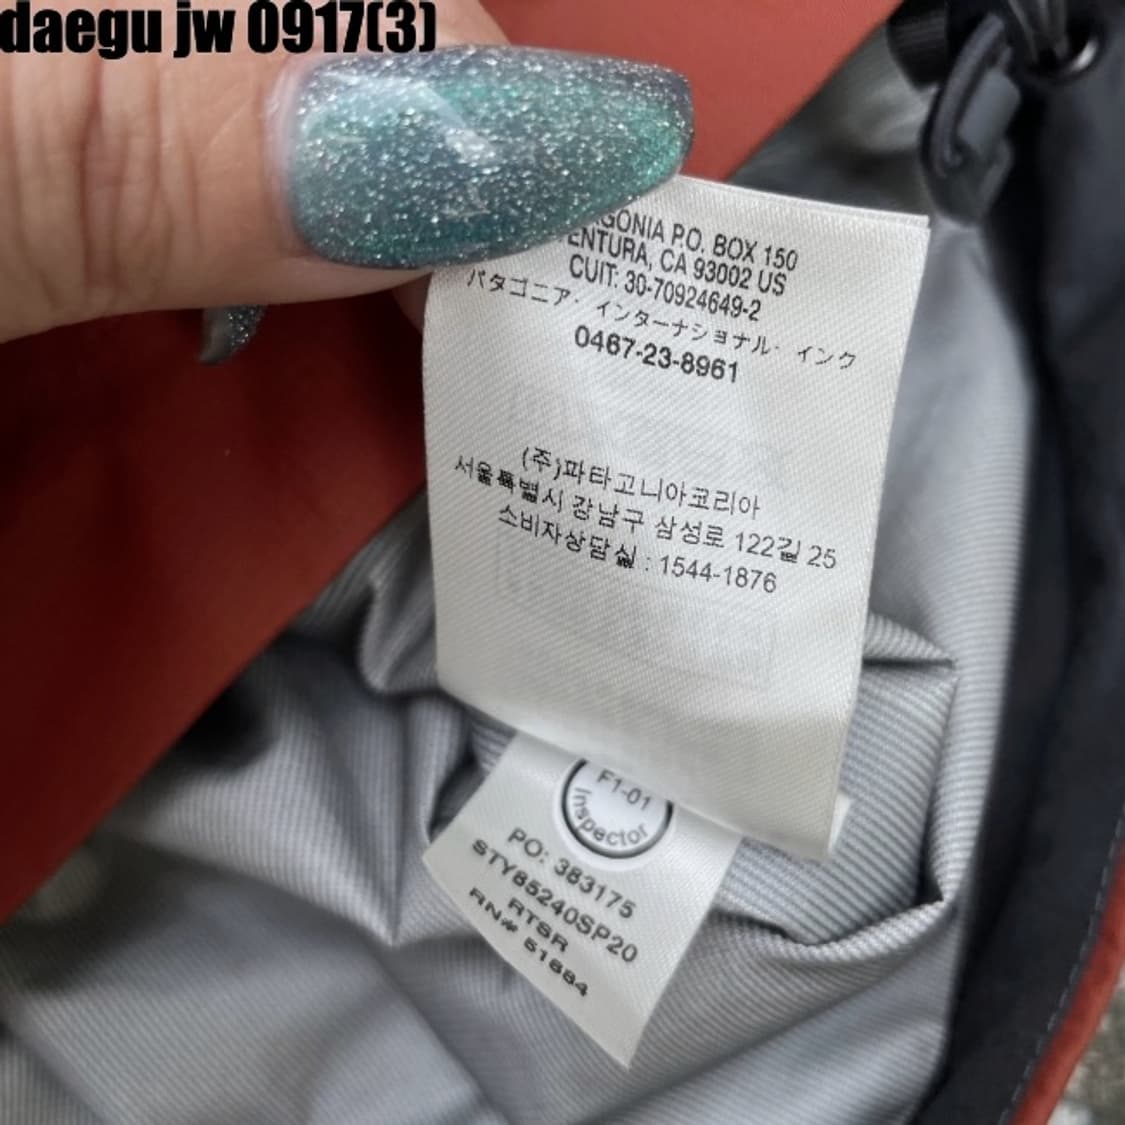 daegu jw 0917(3)
AGONIA P.O. BOX 150
ENTURA, CA 93002 US
CUIT: 30-70924649-2
パタゴニア・インターナショナル・インク
0467-23-8961
(주)파타고니아코리아
서울특별시 강남구 삼성로 122길 25
소비자상담실 : 1544-1876
F1-01
Inspector
PO: 383175
STY85240SP20
RTSR
RN# 51884